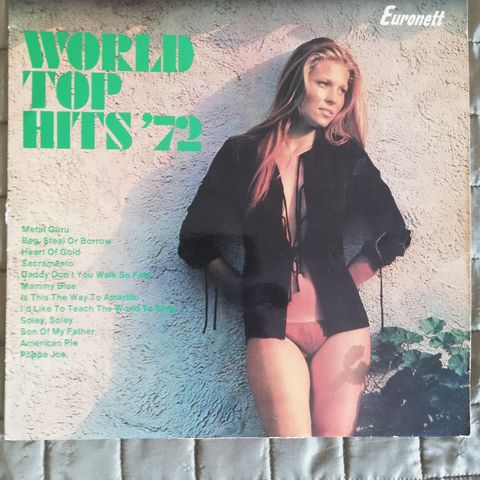 Euronett
WORLD
TOP
HITS '72
Metal Guru
Beg, Steal Or Borrow
Heart Of Gold
Sacramento
Daddy Don't You Walk So Fast
Mammy Blue
Is This The Way To Amarillo
I'd Like To Teach The World To Sing
Soley, Soley
Son Of My Father
American Pie
Poppa Joe